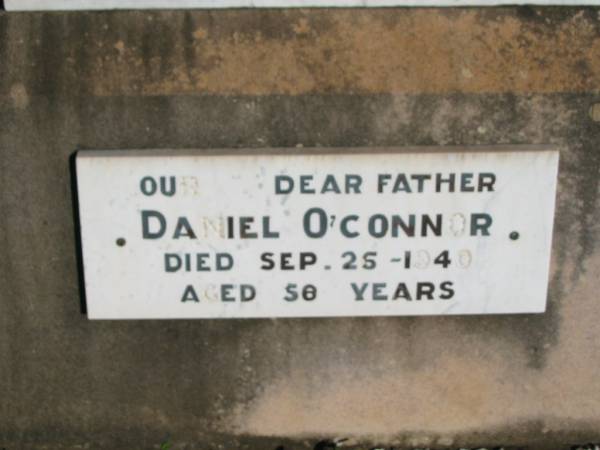 OUR DEAR FATHER
DANIEL O'CONNOR
DIED SEP. 25 - 1940
AGED 58 YEARS